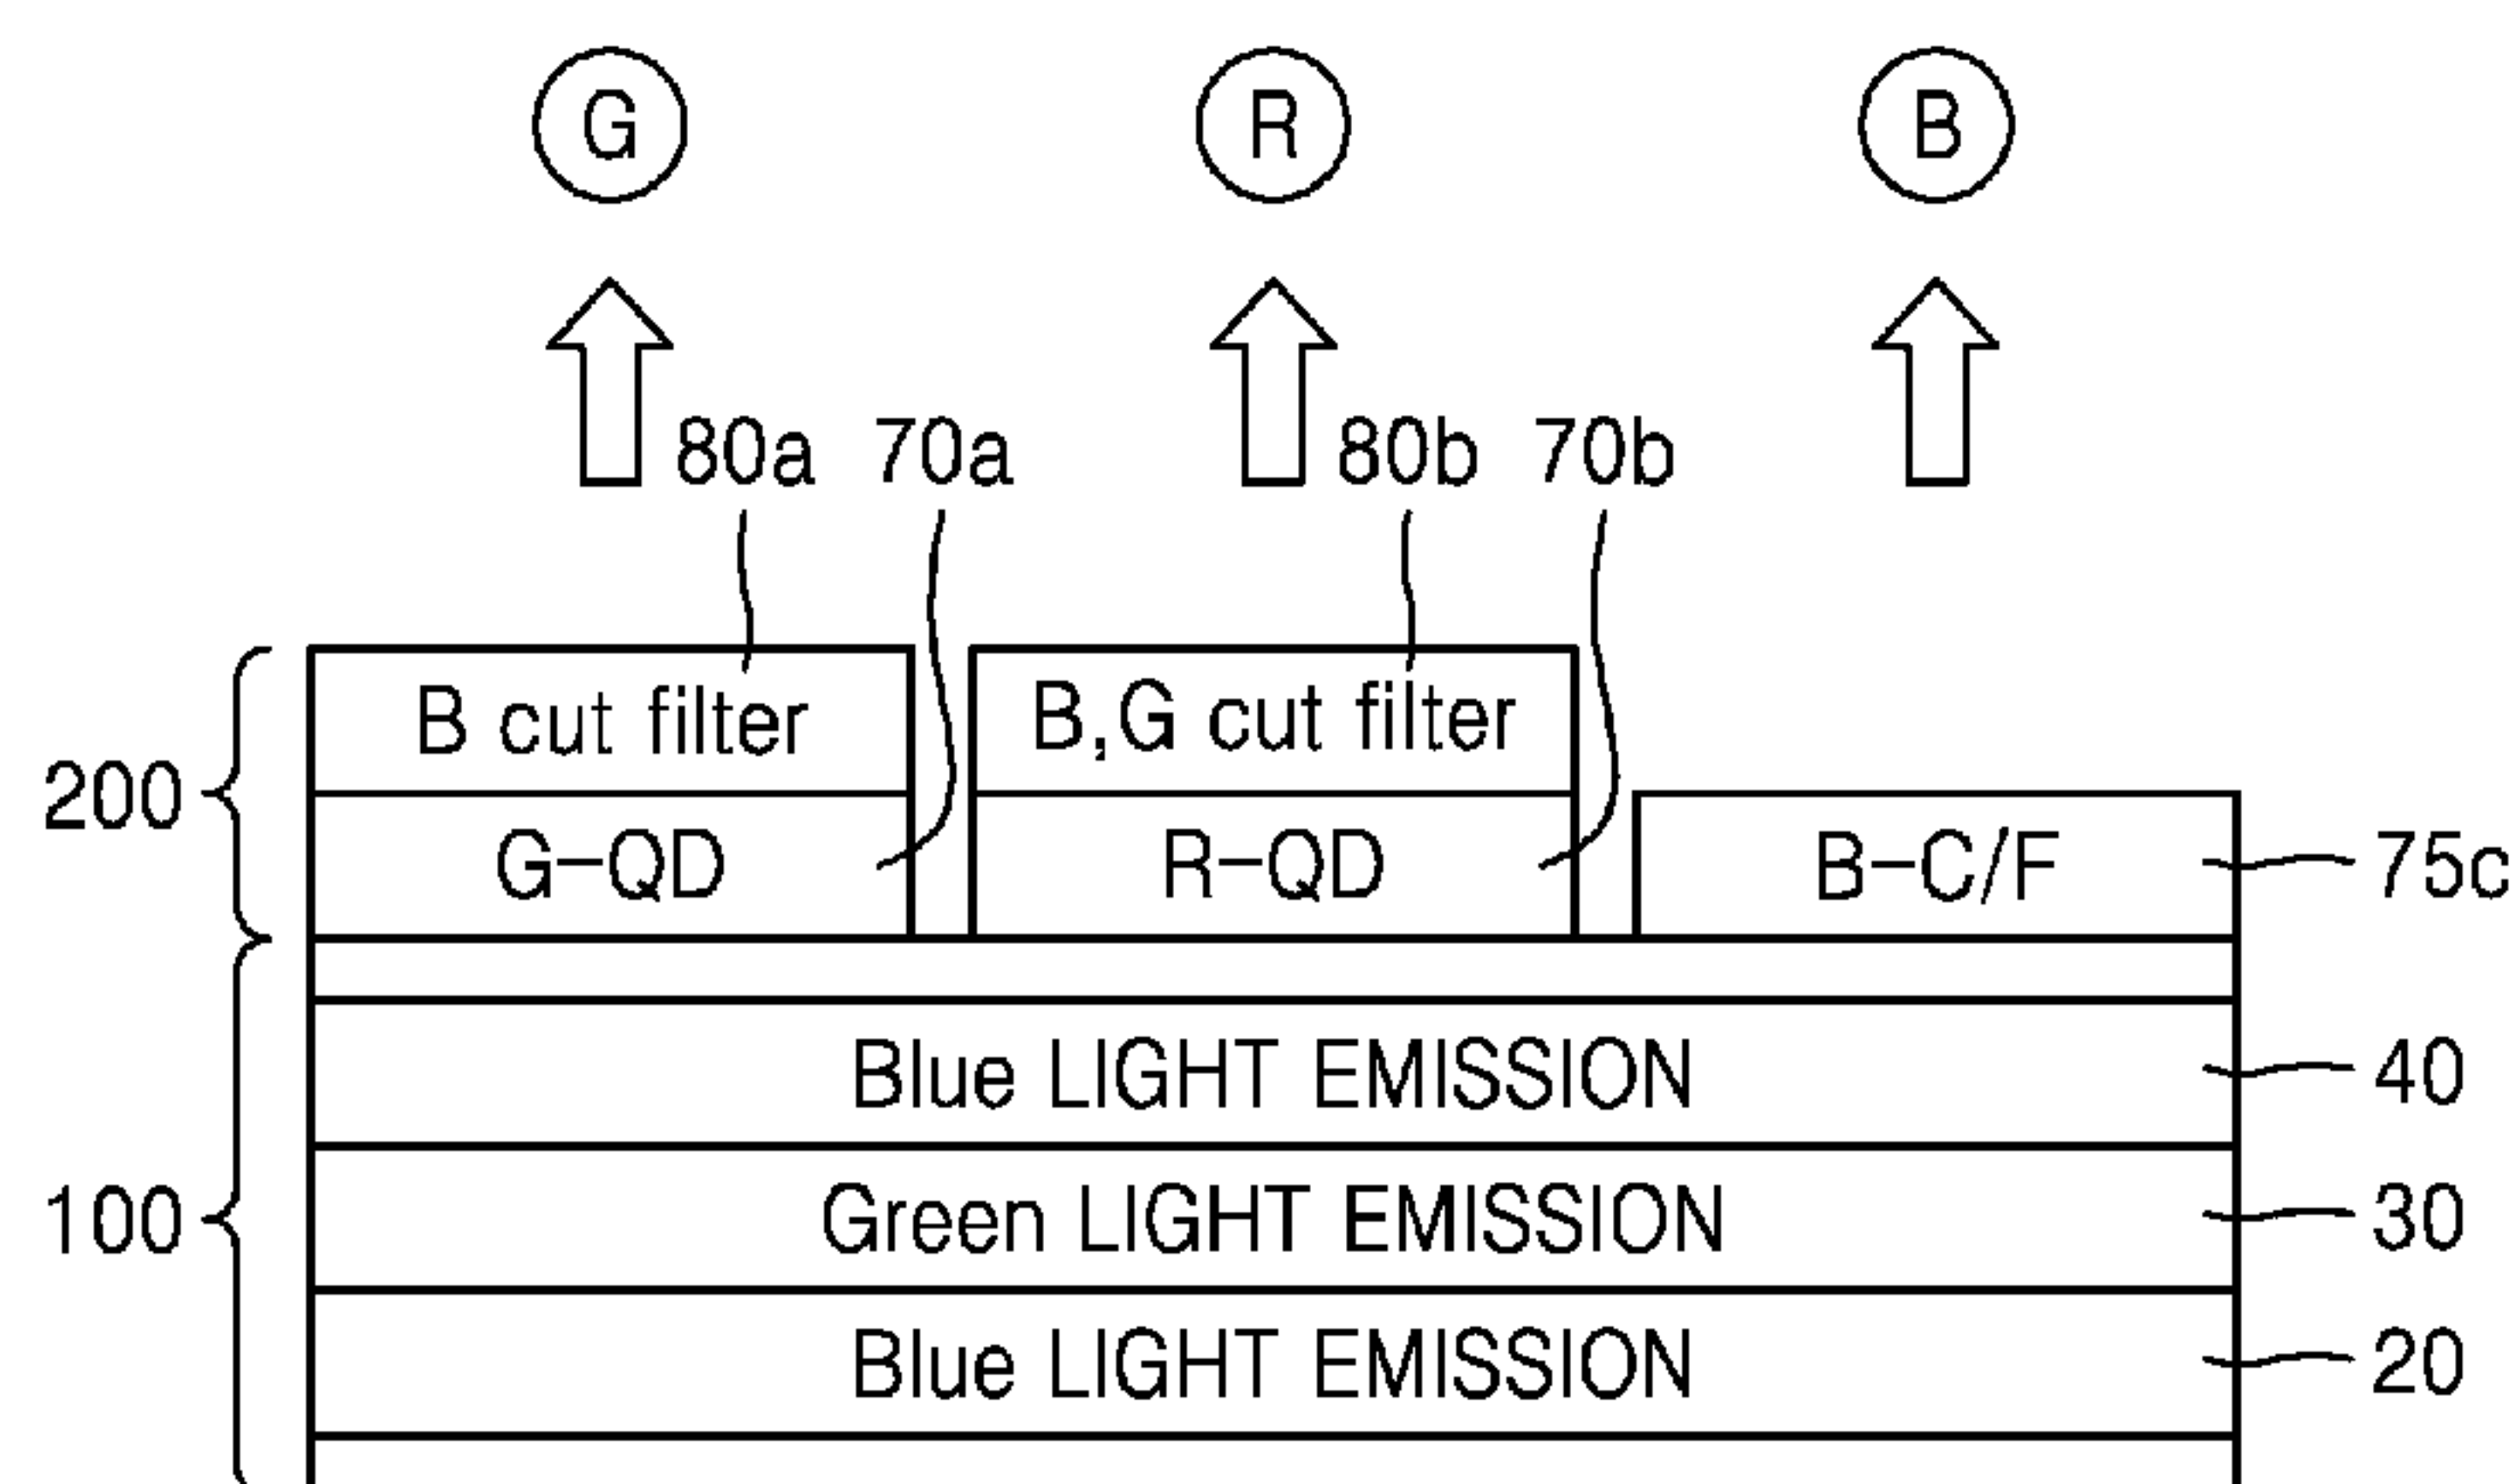 G R B
80a 70a 80b 70b
B cut filter B,G cut filter
200
G-QD R-QD B-C/F 75c
Blue LIGHT EMISSION 40
100 Green LIGHT EMISSION 30
Blue LIGHT EMISSION 20